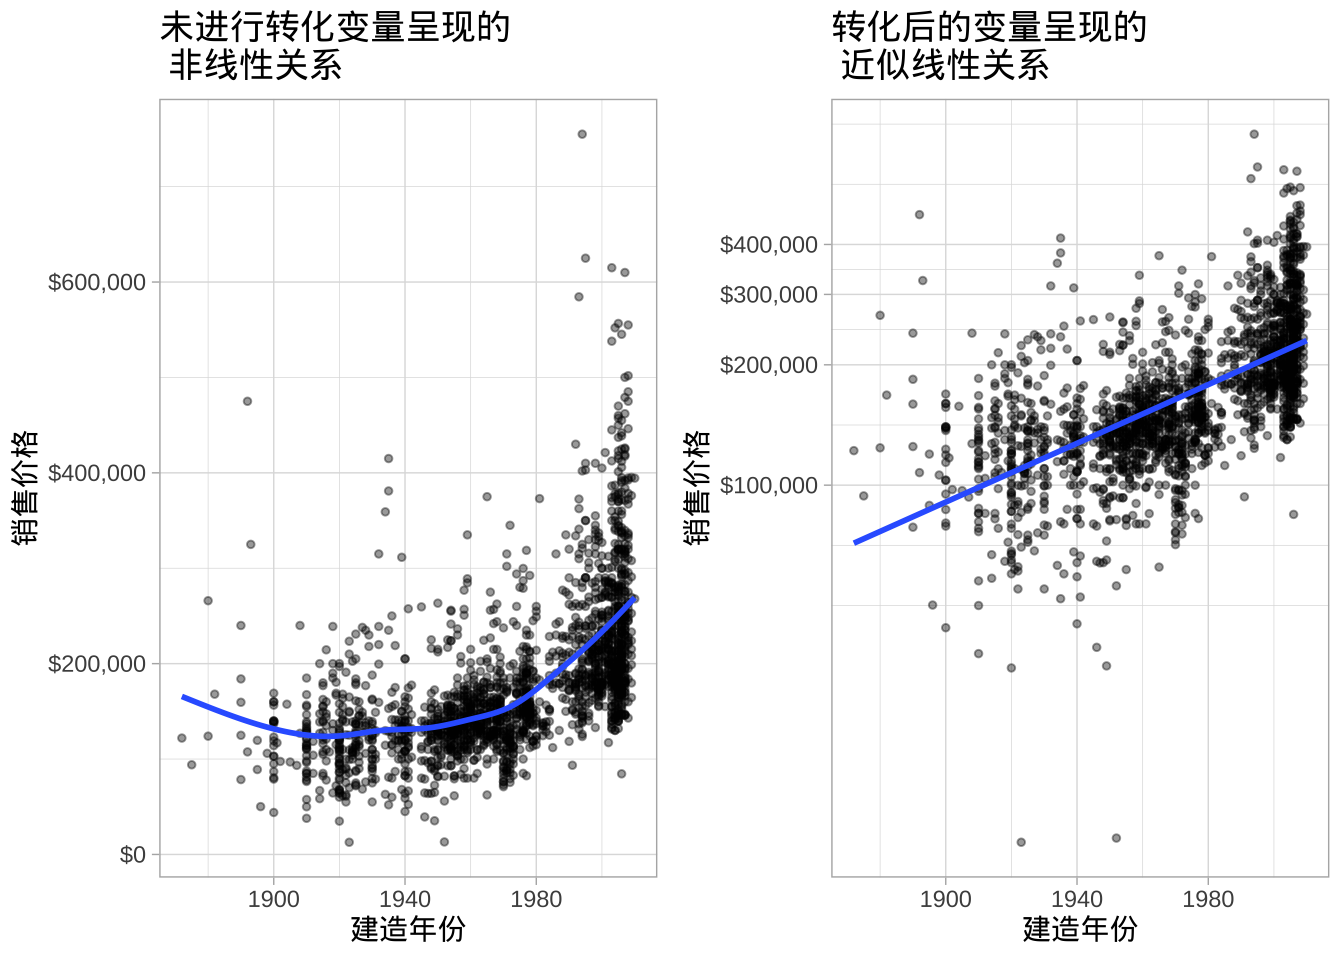 未进行转化变量呈现的
非线性关系
销售价格
$600,000
$400,000
$200,000
$0
1900 1940 1980
建造年份
转化后的变量呈现的
近似线性关系
销售价格
$400,000
$300,000
$200,000
$100,000
1900 1940 1980
建造年份